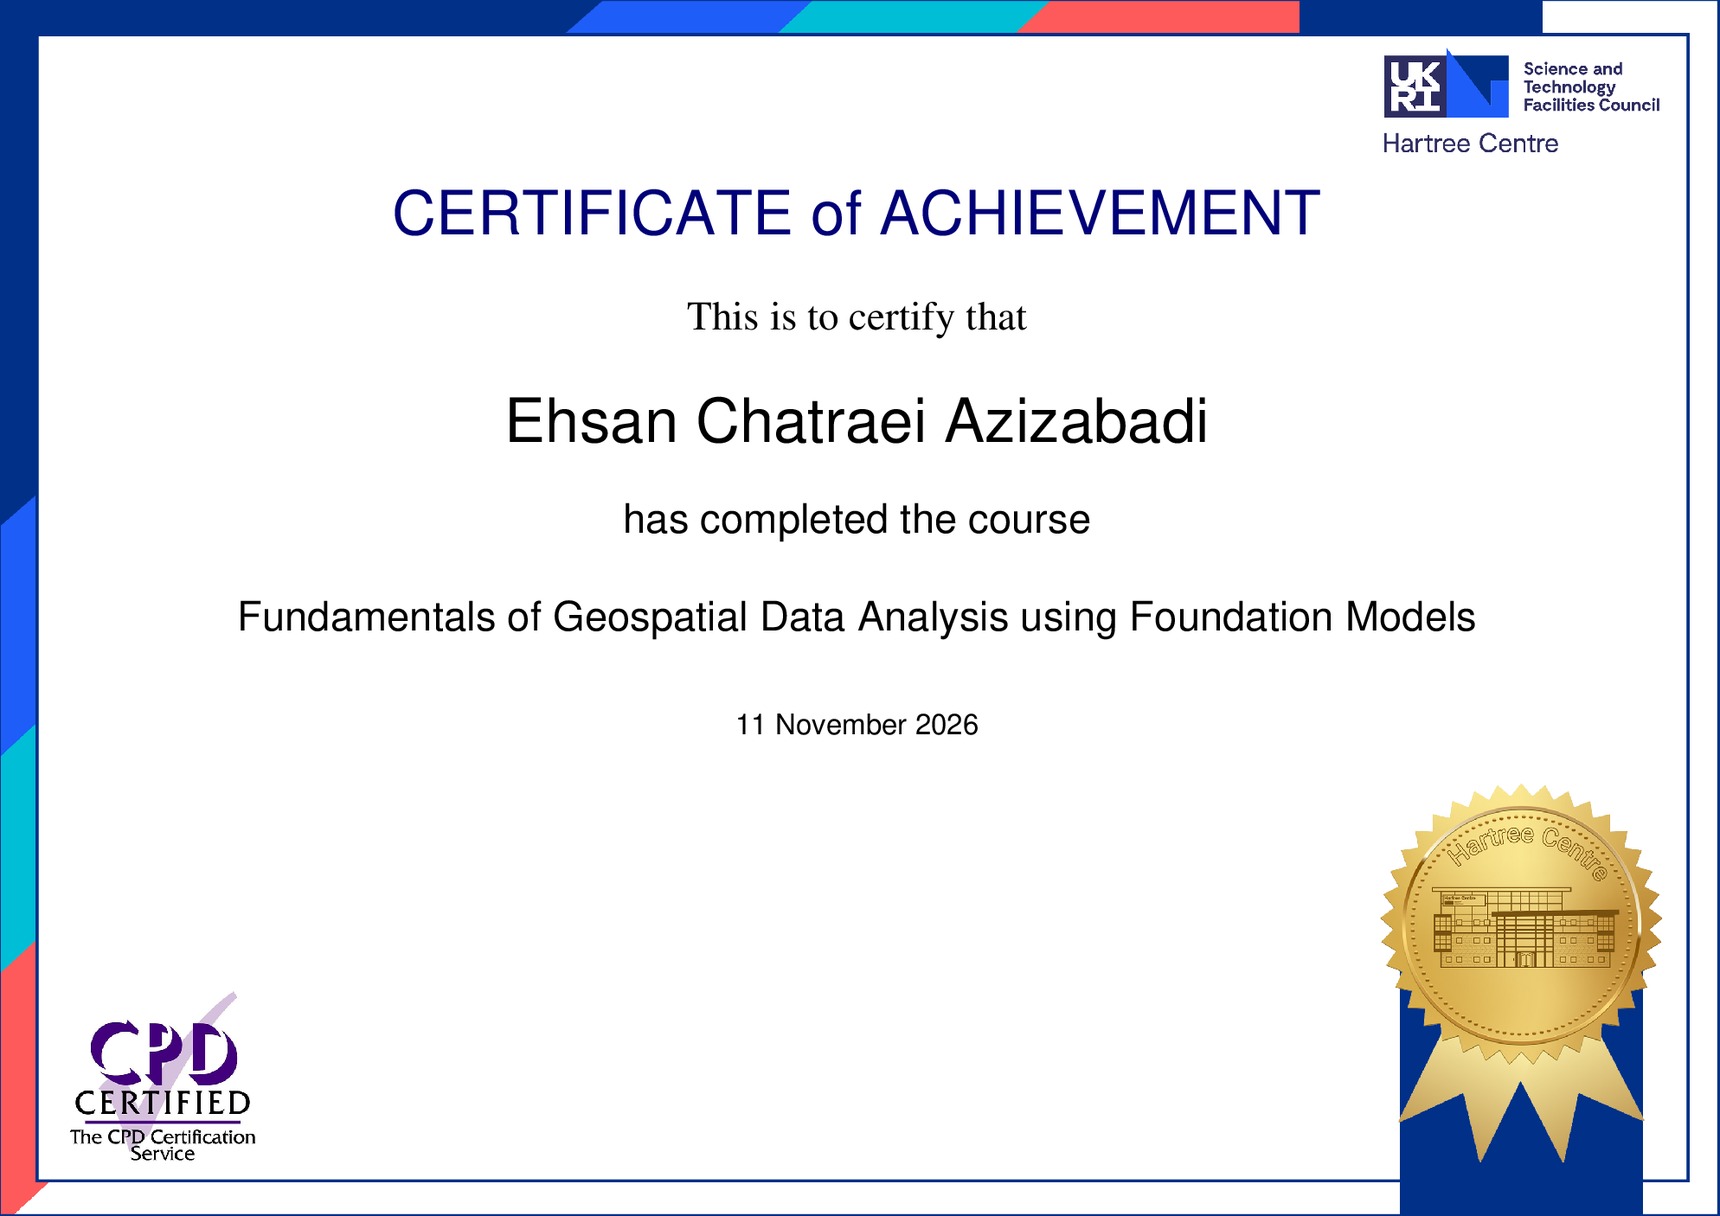 UK
RI
Science and
Technology
Facilities Council
Hartree Centre
CERTIFICATE of ACHIEVEMENT
This is to certify that
Ehsan Chatraei Azizabadi
has completed the course
Fundamentals of Geospatial Data Analysis using Foundation Models
11 November 2026
Hartree Centre
Hartree Centre
CPD
CERTIFIED
The CPD Certification
Service